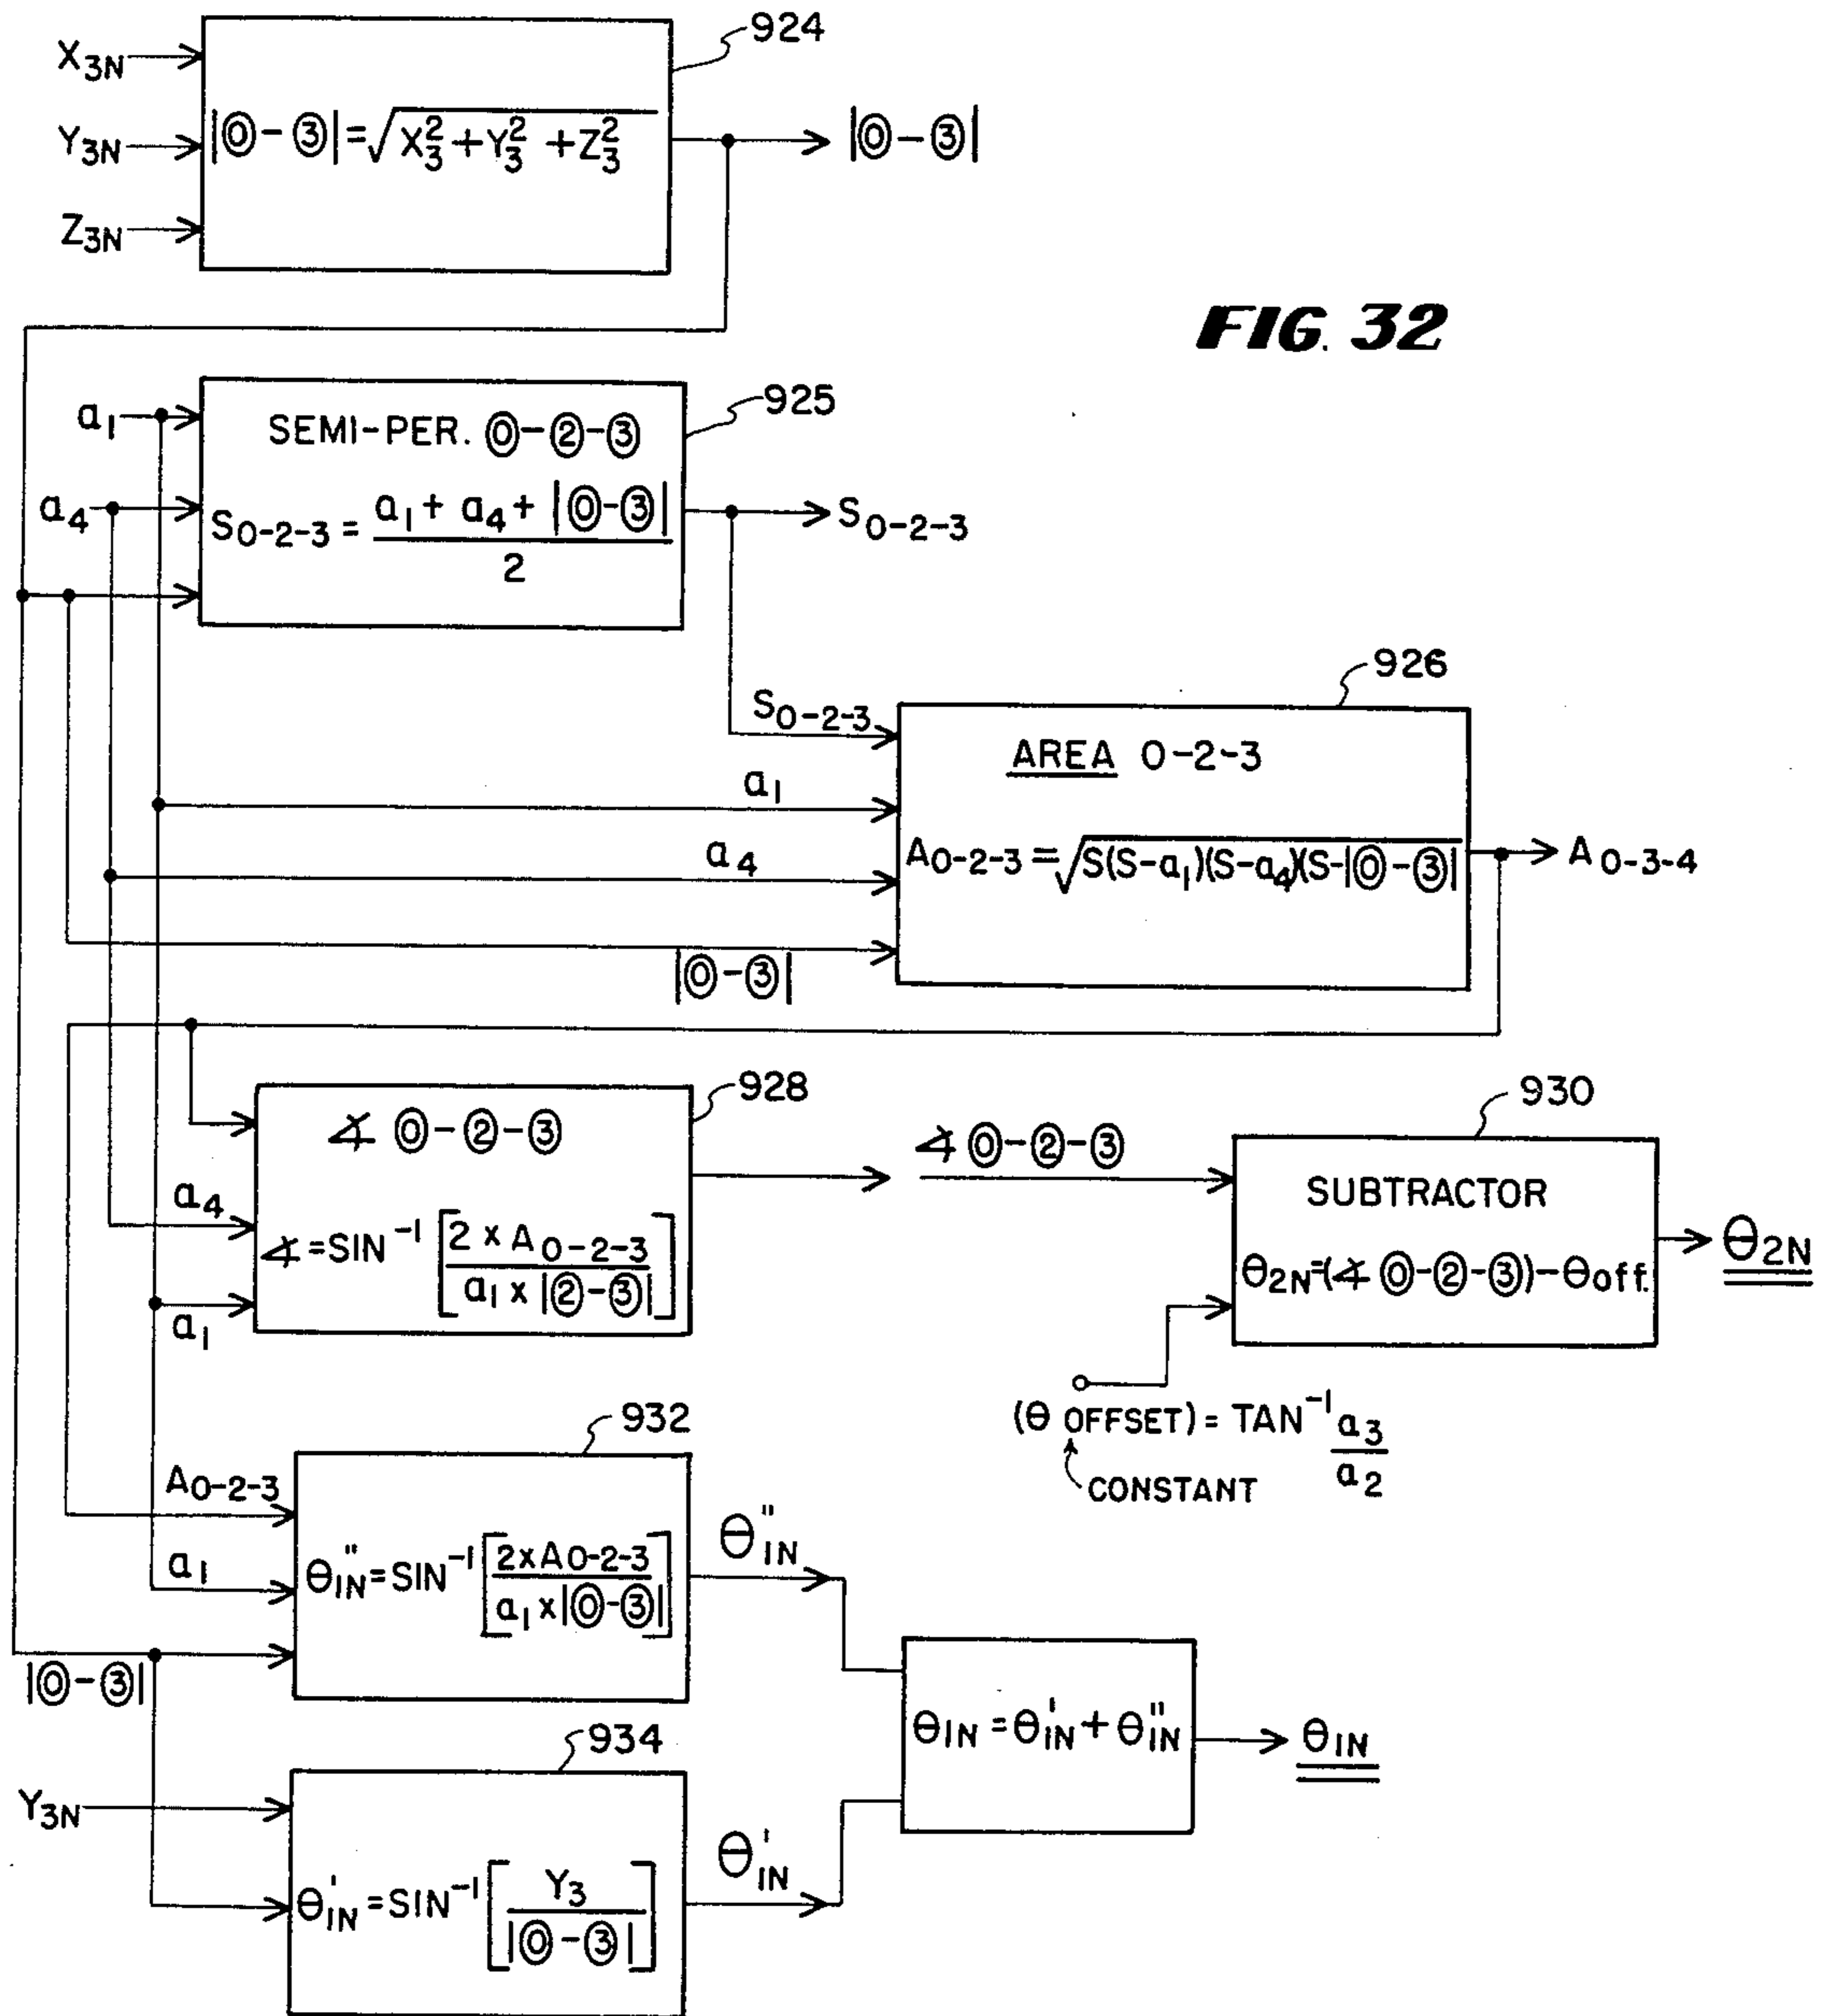 924
X3N
Y3N
Z3N
|⓪-③| = √X3² + Y3² + Z3²
|⓪-③|
FIG. 32
925
a1
a4
SEMI-PER. ⓪-②-③
S0-2-3 = a1 + a4 + |⓪-③| / 2
S0-2-3
926
S0-2-3
a1
a4
|⓪-③|
AREA 0-2-3
A0-2-3 = √S(S-a1)(S-a4)(S-|⓪-③|
A0-3-4
928
a4
a1
∡ ⓪-②-③
∡ = SIN⁻¹ [2 x A0-2-3 / a1 x |②-③|]
∡ ⓪-②-③
930
SUBTRACTOR
θ2N=(∡ ⓪-②-③)-θoff.
θ2N
(θ OFFSET) = TAN⁻¹ a3 / a2
CONSTANT
932
A0-2-3
a1
|⓪-③|
θ"IN = SIN⁻¹ [2 x A0-2-3 / a1 x |⓪-③|]
θ"IN
934
Y3N
θ'IN = SIN⁻¹ [Y3 / |⓪-③|]
θ'IN
θIN = θ'IN + θ"IN
θIN